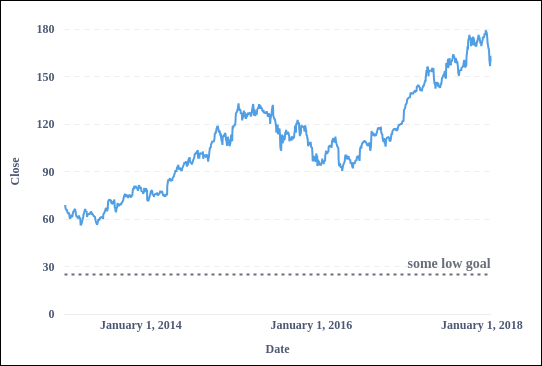 180
150
120
90
60
30
0
Close
some low goal
January 1, 2014
January 1, 2016
January 1, 2018
Date